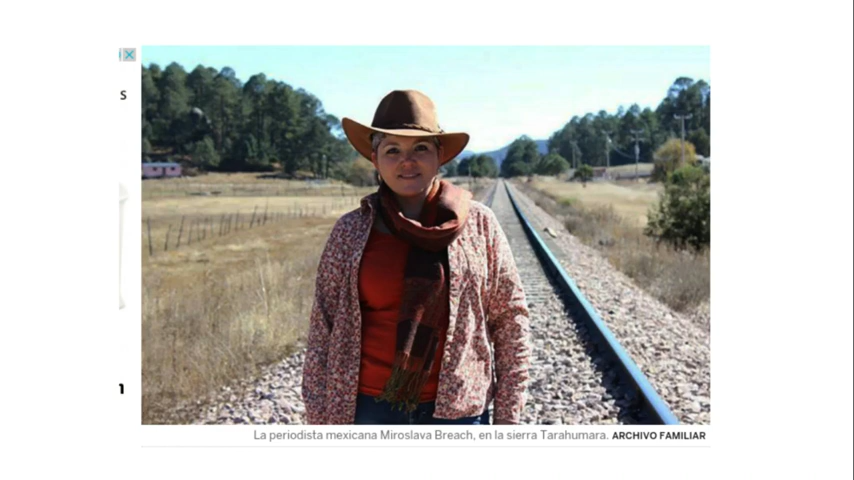 s
n
La periodista mexicana Miroslava Breach, en la sierra Tarahumara. ARCHIVO FAMILIAR